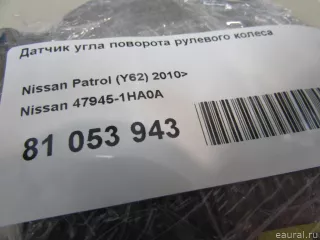 Датчик угла поворота рулевого колеса
Nissan Patrol (Y62) 2010>
Nissan 47945-1HA0A
81 053 943
eaural.ru